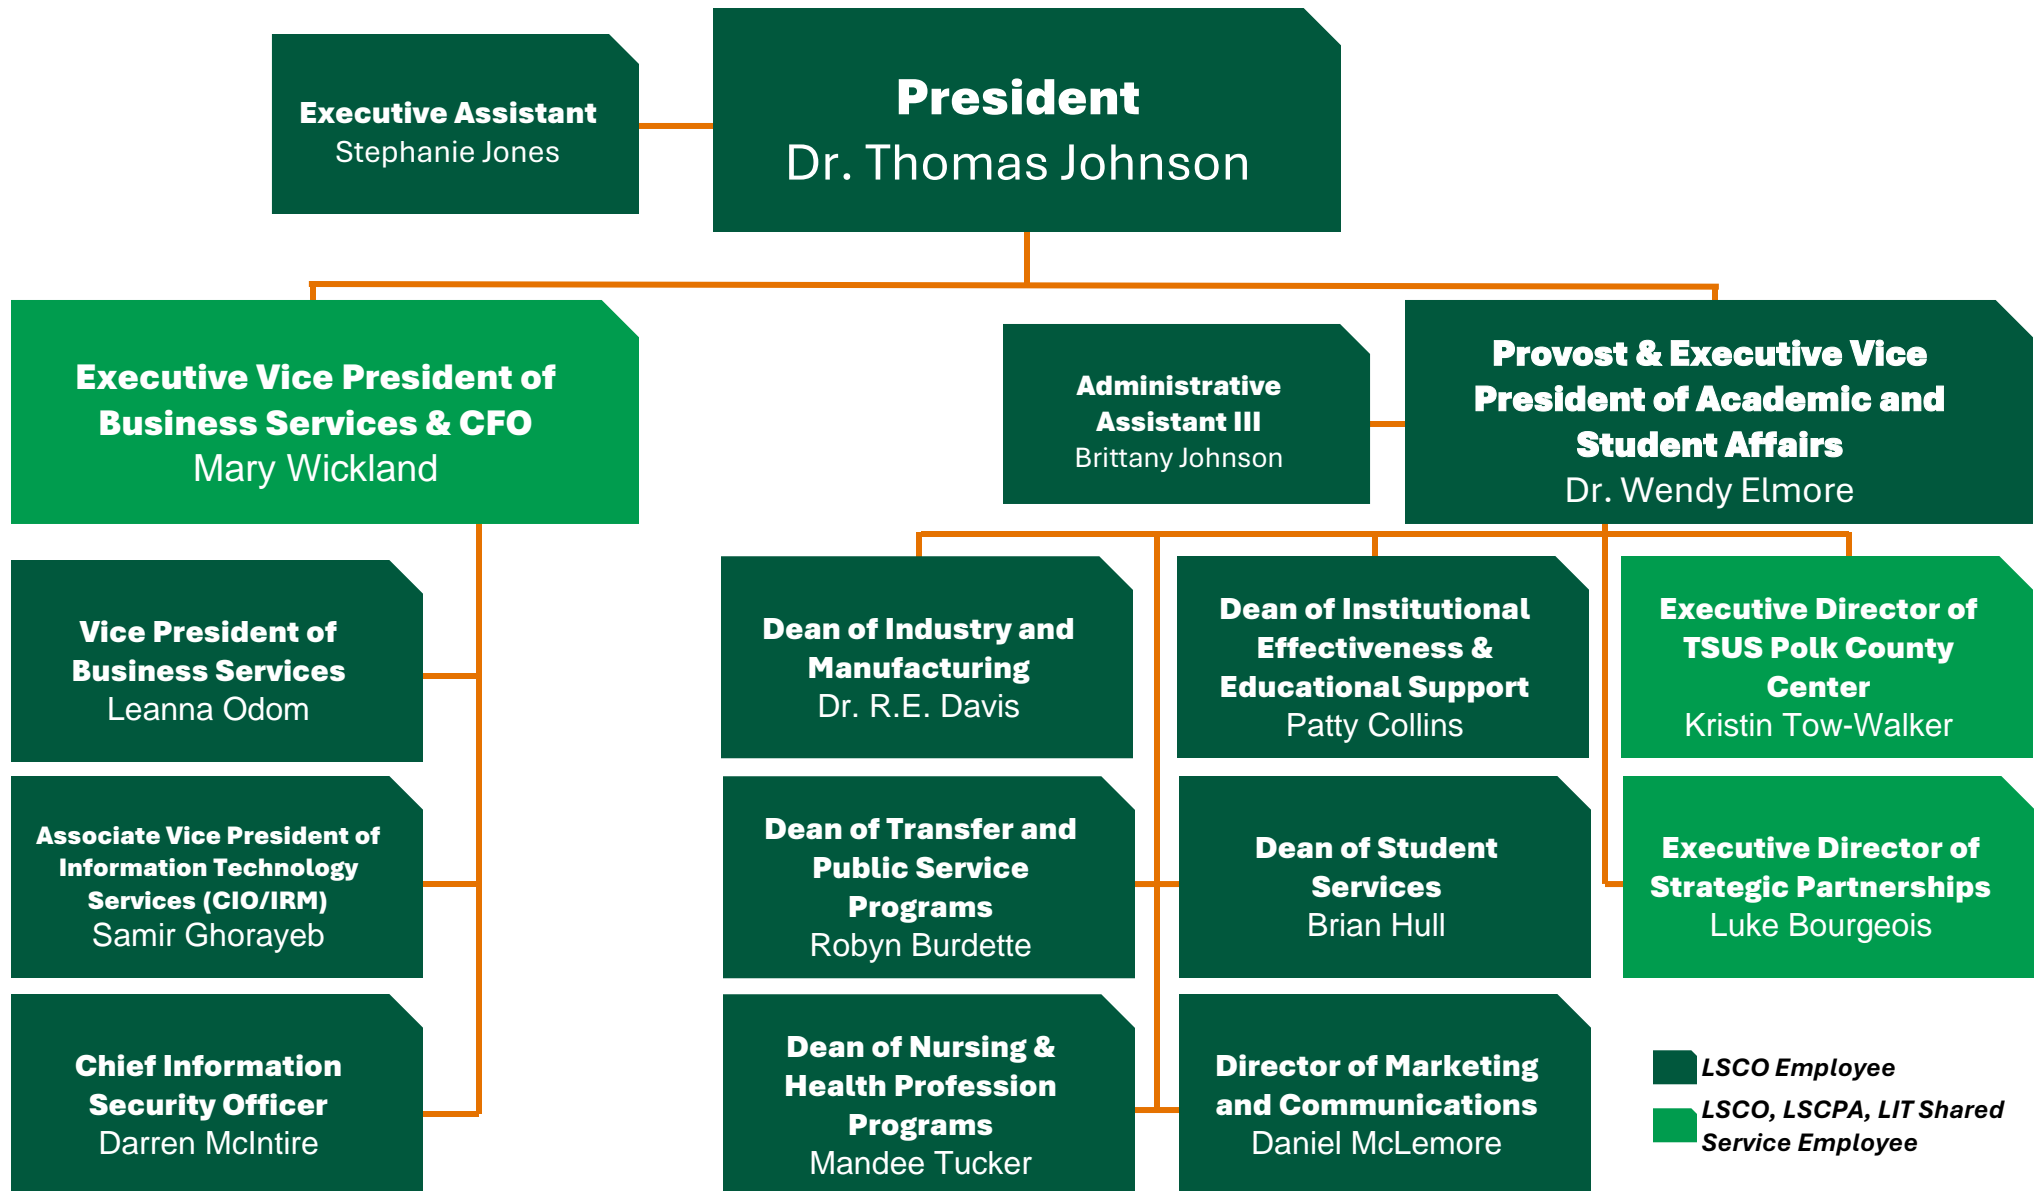 Executive Assistant
Stephanie Jones
President
Dr. Thomas Johnson
Executive Vice President of
Business Services & CFO
Mary Wickland
Administrative
Assistant III
Brittany Johnson
Provost & Executive Vice
President of Academic and
Student Affairs
Dr. Wendy Elmore
Vice President of
Business Services
Leanna Odom
Associate Vice President of
Information Technology
Services (CIO/IRM)
Samir Ghorayeb
Chief Information
Security Officer
Darren McIntire
Dean of Industry and
Manufacturing
Dr. R.E. Davis
Dean of Institutional
Effectiveness &
Educational Support
Patty Collins
Executive Director of
TSUS Polk County
Center
Kristin Tow-Walker
Dean of Transfer and
Public Service
Programs
Robyn Burdette
Dean of Student
Services
Brian Hull
Executive Director of
Strategic Partnerships
Luke Bourgeois
Dean of Nursing &
Health Profession
Programs
Mandee Tucker
Director of Marketing
and Communications
Daniel McLemore
LSCO Employee
LSCO, LSCPA, LIT Shared
Service Employee